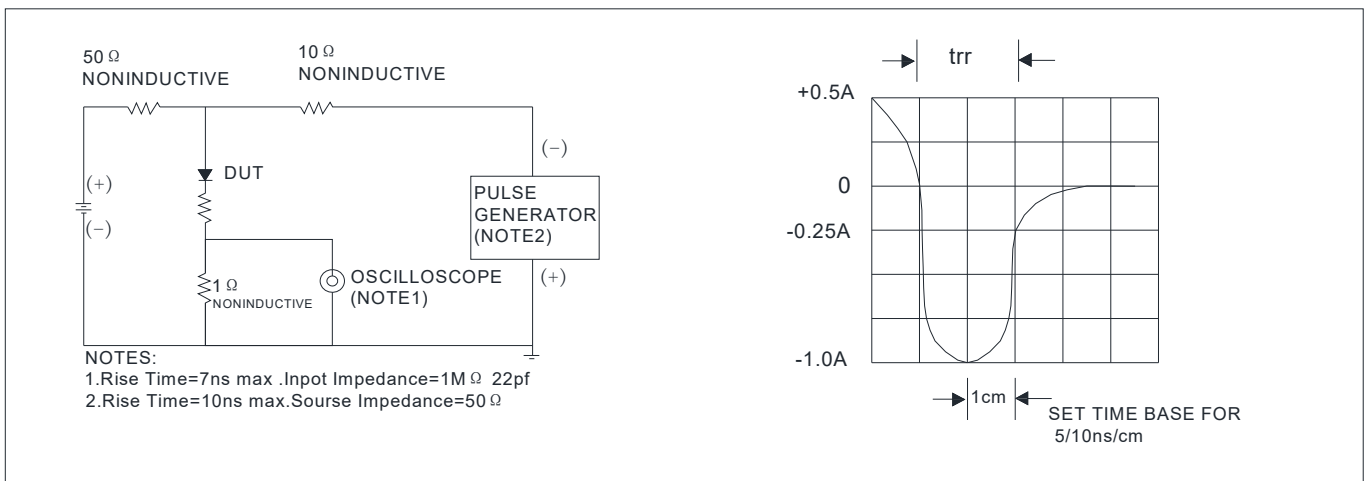 50 Ω
NONINDUCTIVE
10 Ω
NONINDUCTIVE
(+)
(−)
DUT
1 Ω
NONINDUCTIVE
OSCILLOSCOPE
(NOTE1)
(−)
PULSE
GENERATOR
(NOTE2)
(+)
NOTES:
1.Rise Time=7ns max .Inpot Impedance=1M Ω 22pf
2.Rise Time=10ns max.Sourse Impedance=50 Ω
trr
+0.5A
0
-0.25A
-1.0A
1cm
SET TIME BASE FOR
5/10ns/cm